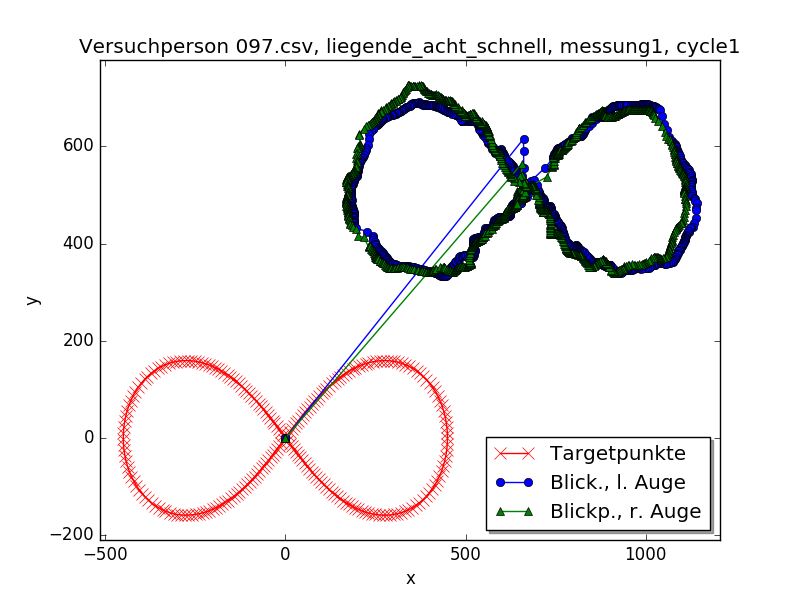 Versuchperson 097.csv, liegende_acht_schnell, messung1, cycle1
y
600
400
200
0
−200
−500
0
500
1000
x
Targetpunkte
Blick., l. Auge
Blickp., r. Auge